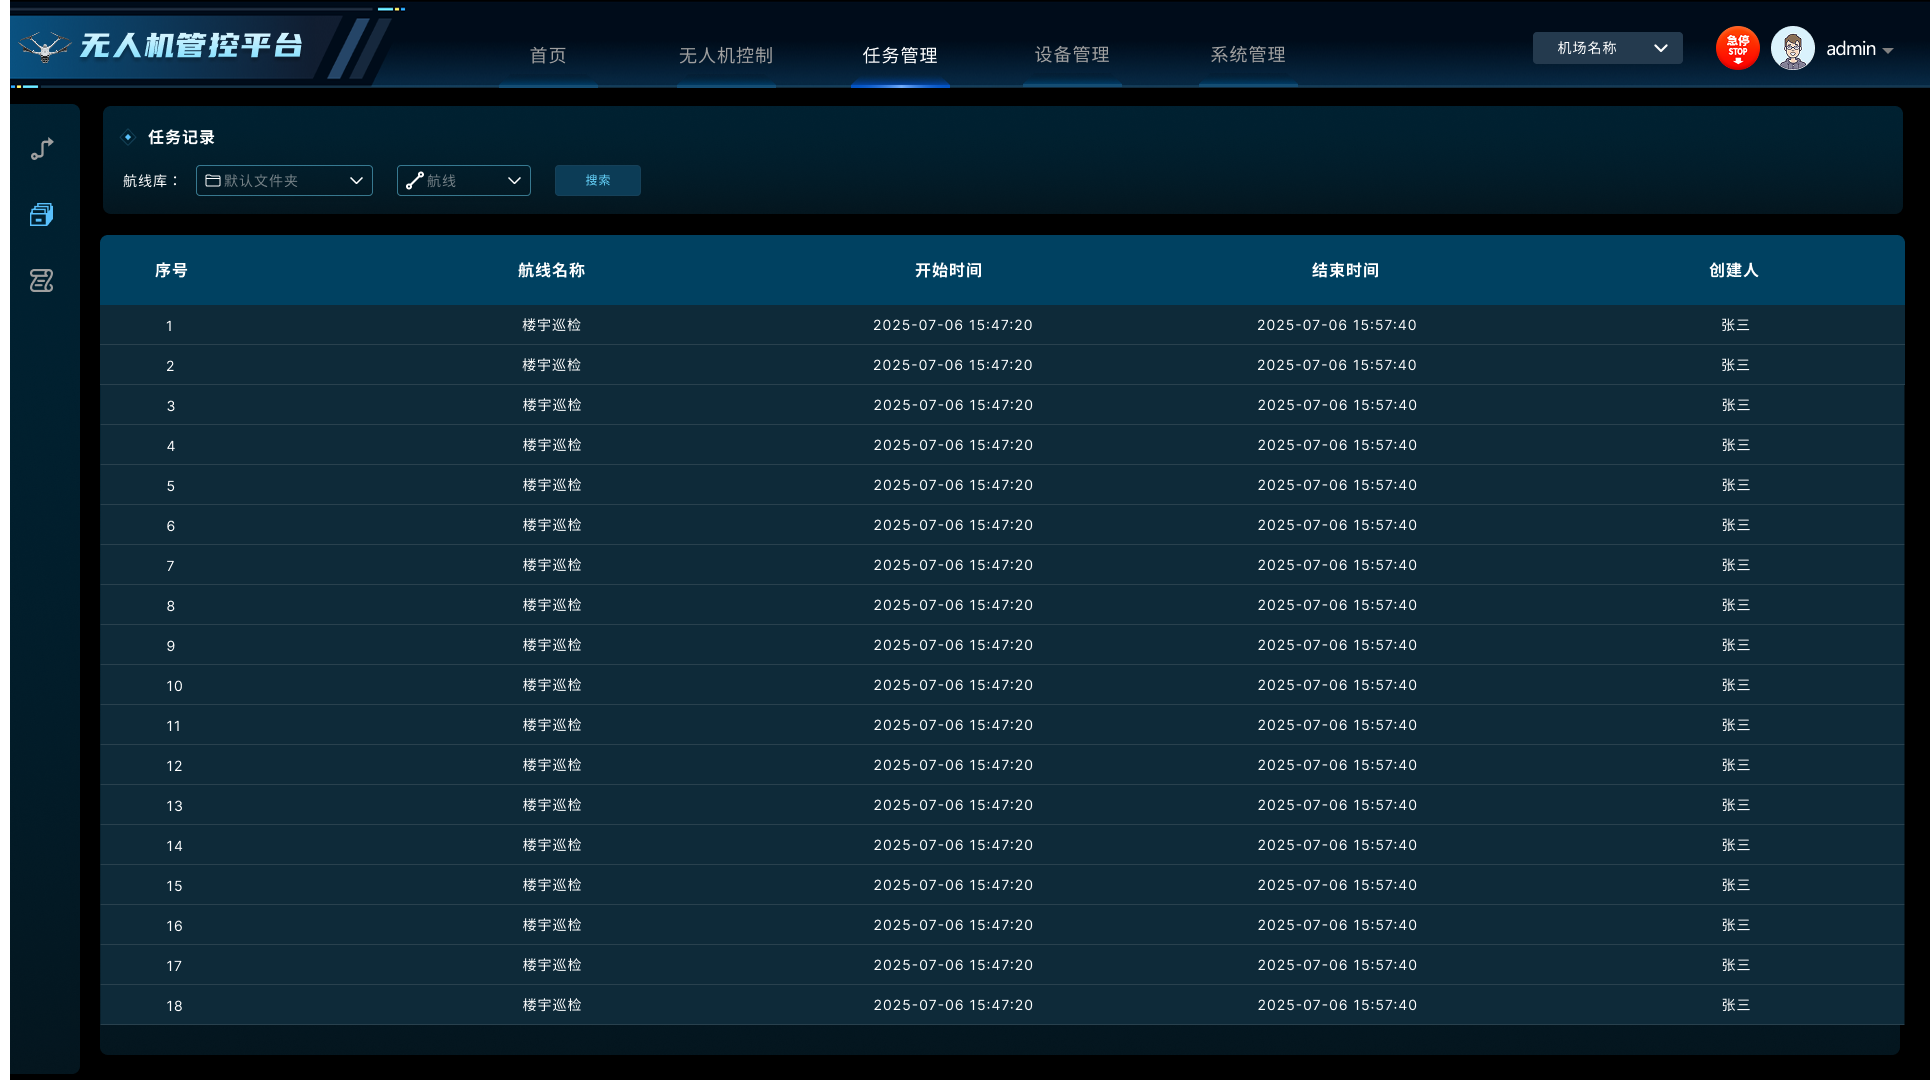 无人机管控平台
首页 无人机控制 任务管理 设备管理 系统管理
机场名称
急停
STOP
admin
任务记录
航线库： 默认文件夹 航线 搜索
序号 航线名称 开始时间 结束时间 创建人
1 楼宇巡检 2025-07-06 15:47:20 2025-07-06 15:57:40 张三
2 楼宇巡检 2025-07-06 15:47:20 2025-07-06 15:57:40 张三
3 楼宇巡检 2025-07-06 15:47:20 2025-07-06 15:57:40 张三
4 楼宇巡检 2025-07-06 15:47:20 2025-07-06 15:57:40 张三
5 楼宇巡检 2025-07-06 15:47:20 2025-07-06 15:57:40 张三
6 楼宇巡检 2025-07-06 15:47:20 2025-07-06 15:57:40 张三
7 楼宇巡检 2025-07-06 15:47:20 2025-07-06 15:57:40 张三
8 楼宇巡检 2025-07-06 15:47:20 2025-07-06 15:57:40 张三
9 楼宇巡检 2025-07-06 15:47:20 2025-07-06 15:57:40 张三
10 楼宇巡检 2025-07-06 15:47:20 2025-07-06 15:57:40 张三
11 楼宇巡检 2025-07-06 15:47:20 2025-07-06 15:57:40 张三
12 楼宇巡检 2025-07-06 15:47:20 2025-07-06 15:57:40 张三
13 楼宇巡检 2025-07-06 15:47:20 2025-07-06 15:57:40 张三
14 楼宇巡检 2025-07-06 15:47:20 2025-07-06 15:57:40 张三
15 楼宇巡检 2025-07-06 15:47:20 2025-07-06 15:57:40 张三
16 楼宇巡检 2025-07-06 15:47:20 2025-07-06 15:57:40 张三
17 楼宇巡检 2025-07-06 15:47:20 2025-07-06 15:57:40 张三
18 楼宇巡检 2025-07-06 15:47:20 2025-07-06 15:57:40 张三